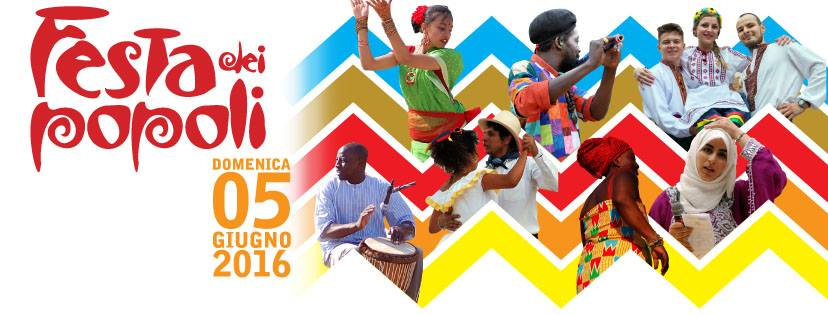 Festa dei
popoli
DOMENICA
05
GIUGNO
2016